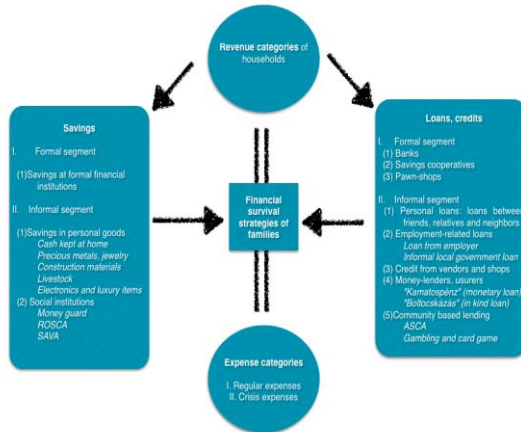 Revenue categories of
households
Savings
I. Formal segment
(1)Savings at formal financial
institutions
II. Informal segment
(1)Savings in personal goods
Cash kept at home
Precious metals, jewelry
Construction materials
Livestock
Electronics and luxury items
(2) Social institutions
Money guard
ROSCA
SAVA
Financial
survival
strategies of
families
Loans, credits
I. Formal segment
(1) Banks
(2) Savings cooperatives
(3) Pawn-shops
II. Informal segment
(1) Personal loans: loans between
friends, relatives and neighbors
(2) Employment-related loans
Loan from employer
Informal local government loan
(3) Credit from vendors and shops
(4) Money-lenders, usurers
"Kamatospénz" (monetary loan)
"Boltocskázás" (in kind loan)
(5)Community based lending
ASCA
Gambling and card game
Expense categories
I. Regular expenses
II. Crisis expenses